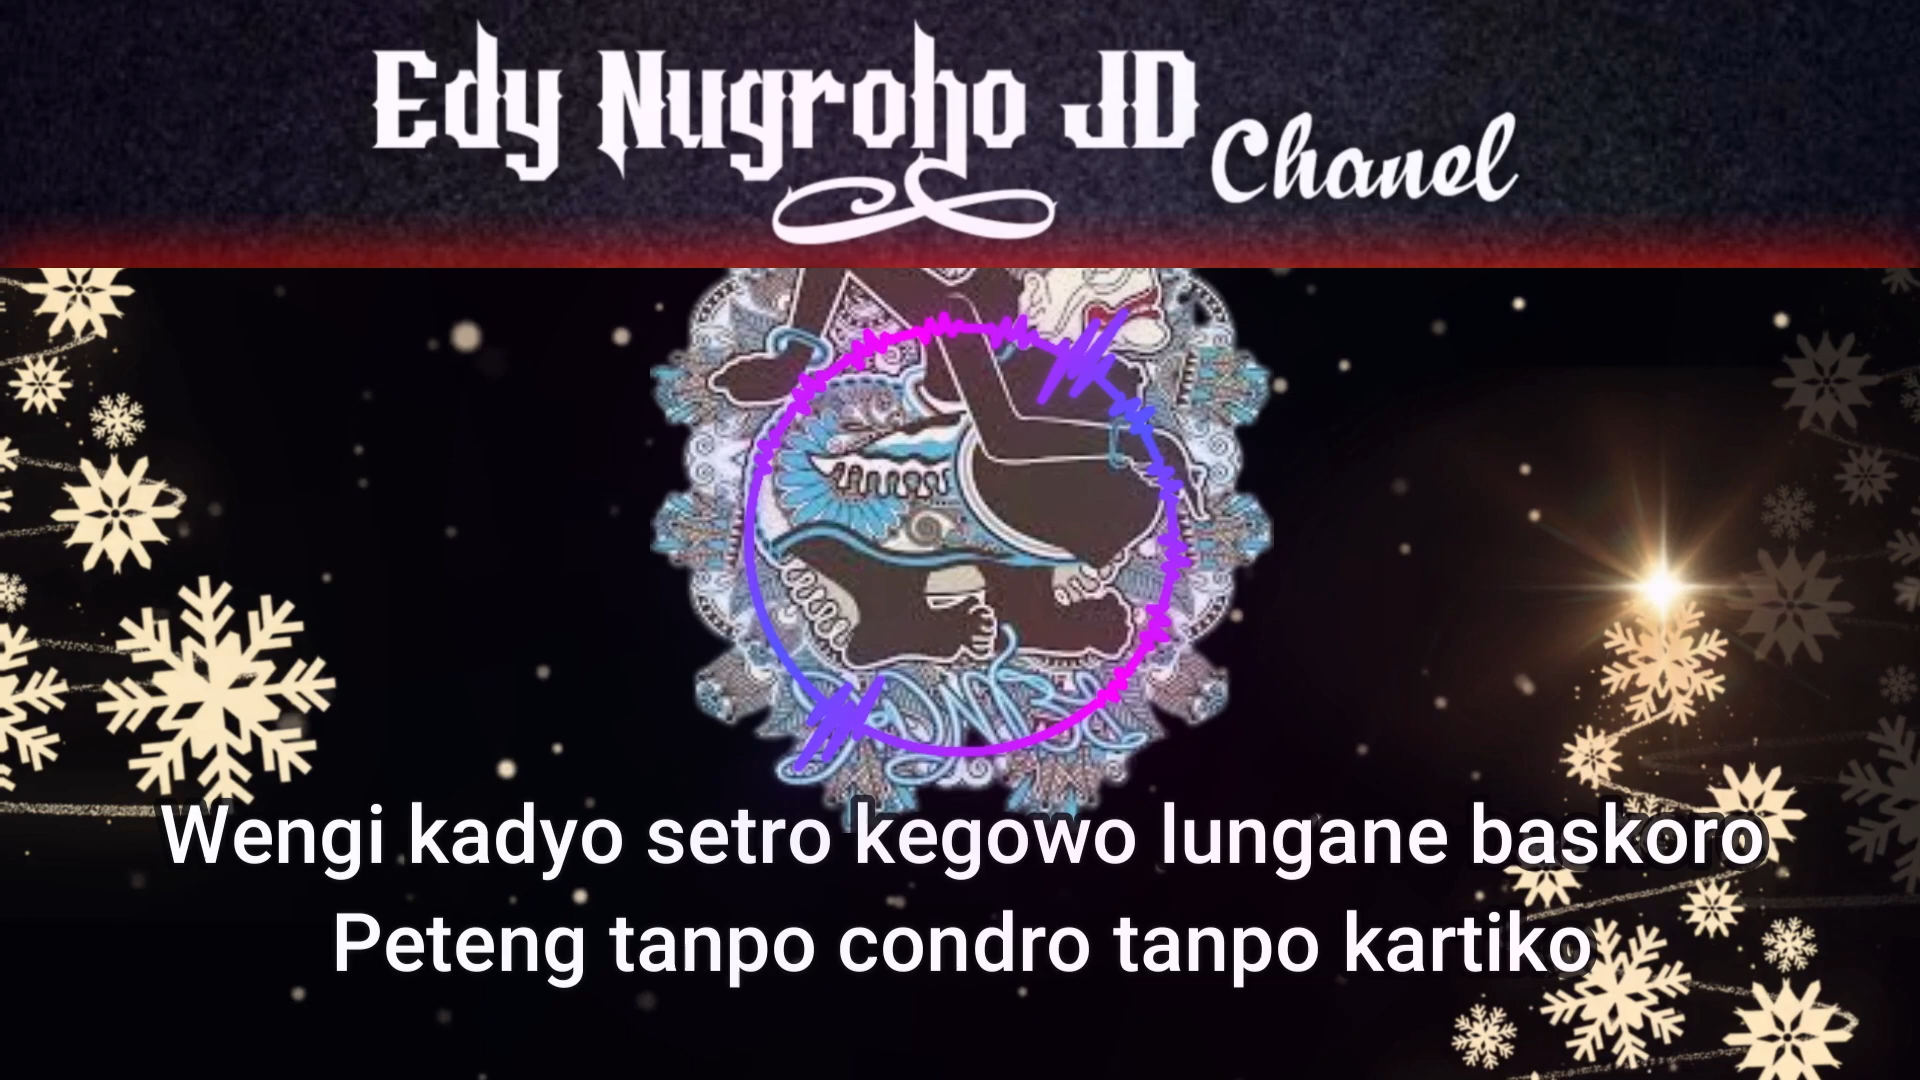 Edy Nugroho JD Chanel
Wengi kadyo setro kegowo lungane baskoro
Peteng tanpo condro tanpo kartiko